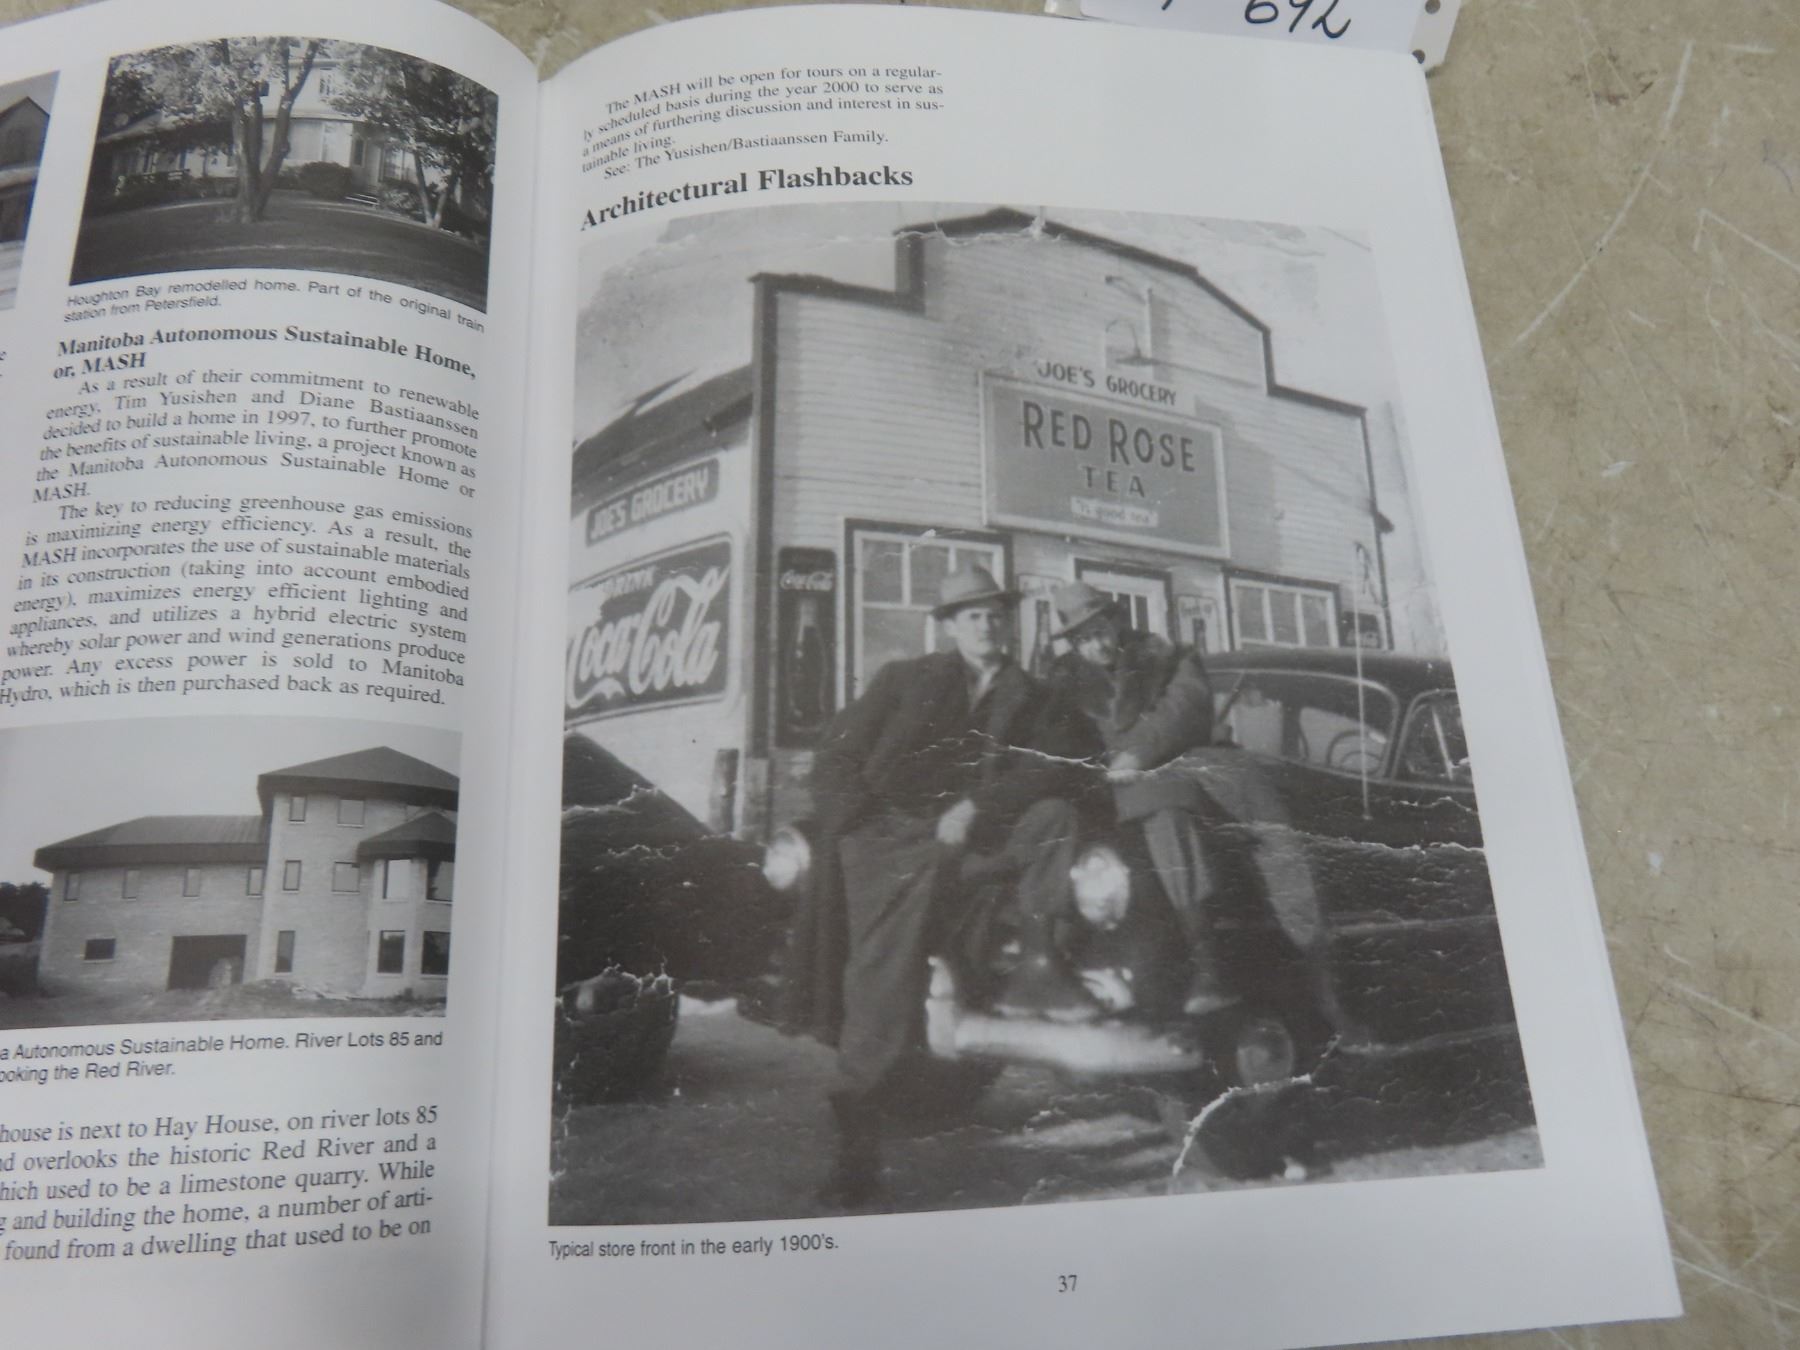 692
Houghton Bay remodelled home. Part of the original train
station from Petersfield.
Manitoba Autonomous Sustainable Home,
or, MASH
As a result of their commitment to renewable
energy, Tim Yusishen and Diane Bastiaanssen
decided to build a home in 1997, to further promote
the benefits of sustainable living, a project known as
the Manitoba Autonomous Sustainable Home or
MASH.
The key to reducing greenhouse gas emissions
is maximizing energy efficiency. As a result, the
MASH incorporates the use of sustainable materials
in its construction (taking into account embodied
energy), maximizes energy efficient lighting and
appliances, and utilizes a hybrid electric system
whereby solar power and wind generations produce
power. Any excess power is sold to Manitoba
Hydro, which is then purchased back as required.
a Autonomous Sustainable Home. River Lots 85 and
ooking the Red River.
house is next to Hay House, on river lots 85
d overlooks the historic Red River and a
hich used to be a limestone quarry. While
g and building the home, a number of arti-
found from a dwelling that used to be on
The MASH will be open for tours on a regular-
ly scheduled basis during the year 2000 to serve as
a means of furthering discussion and interest in sus-
tainable living.
See: The Yusishen/Bastiaanssen Family.
Architectural Flashbacks
JOE'S GROCERY
RED ROSE
TEA
"is good tea"
JOE'S GROCERY
DRINK
Coca-Cola
Coca-Cola
Typical store front in the early 1900's.
37